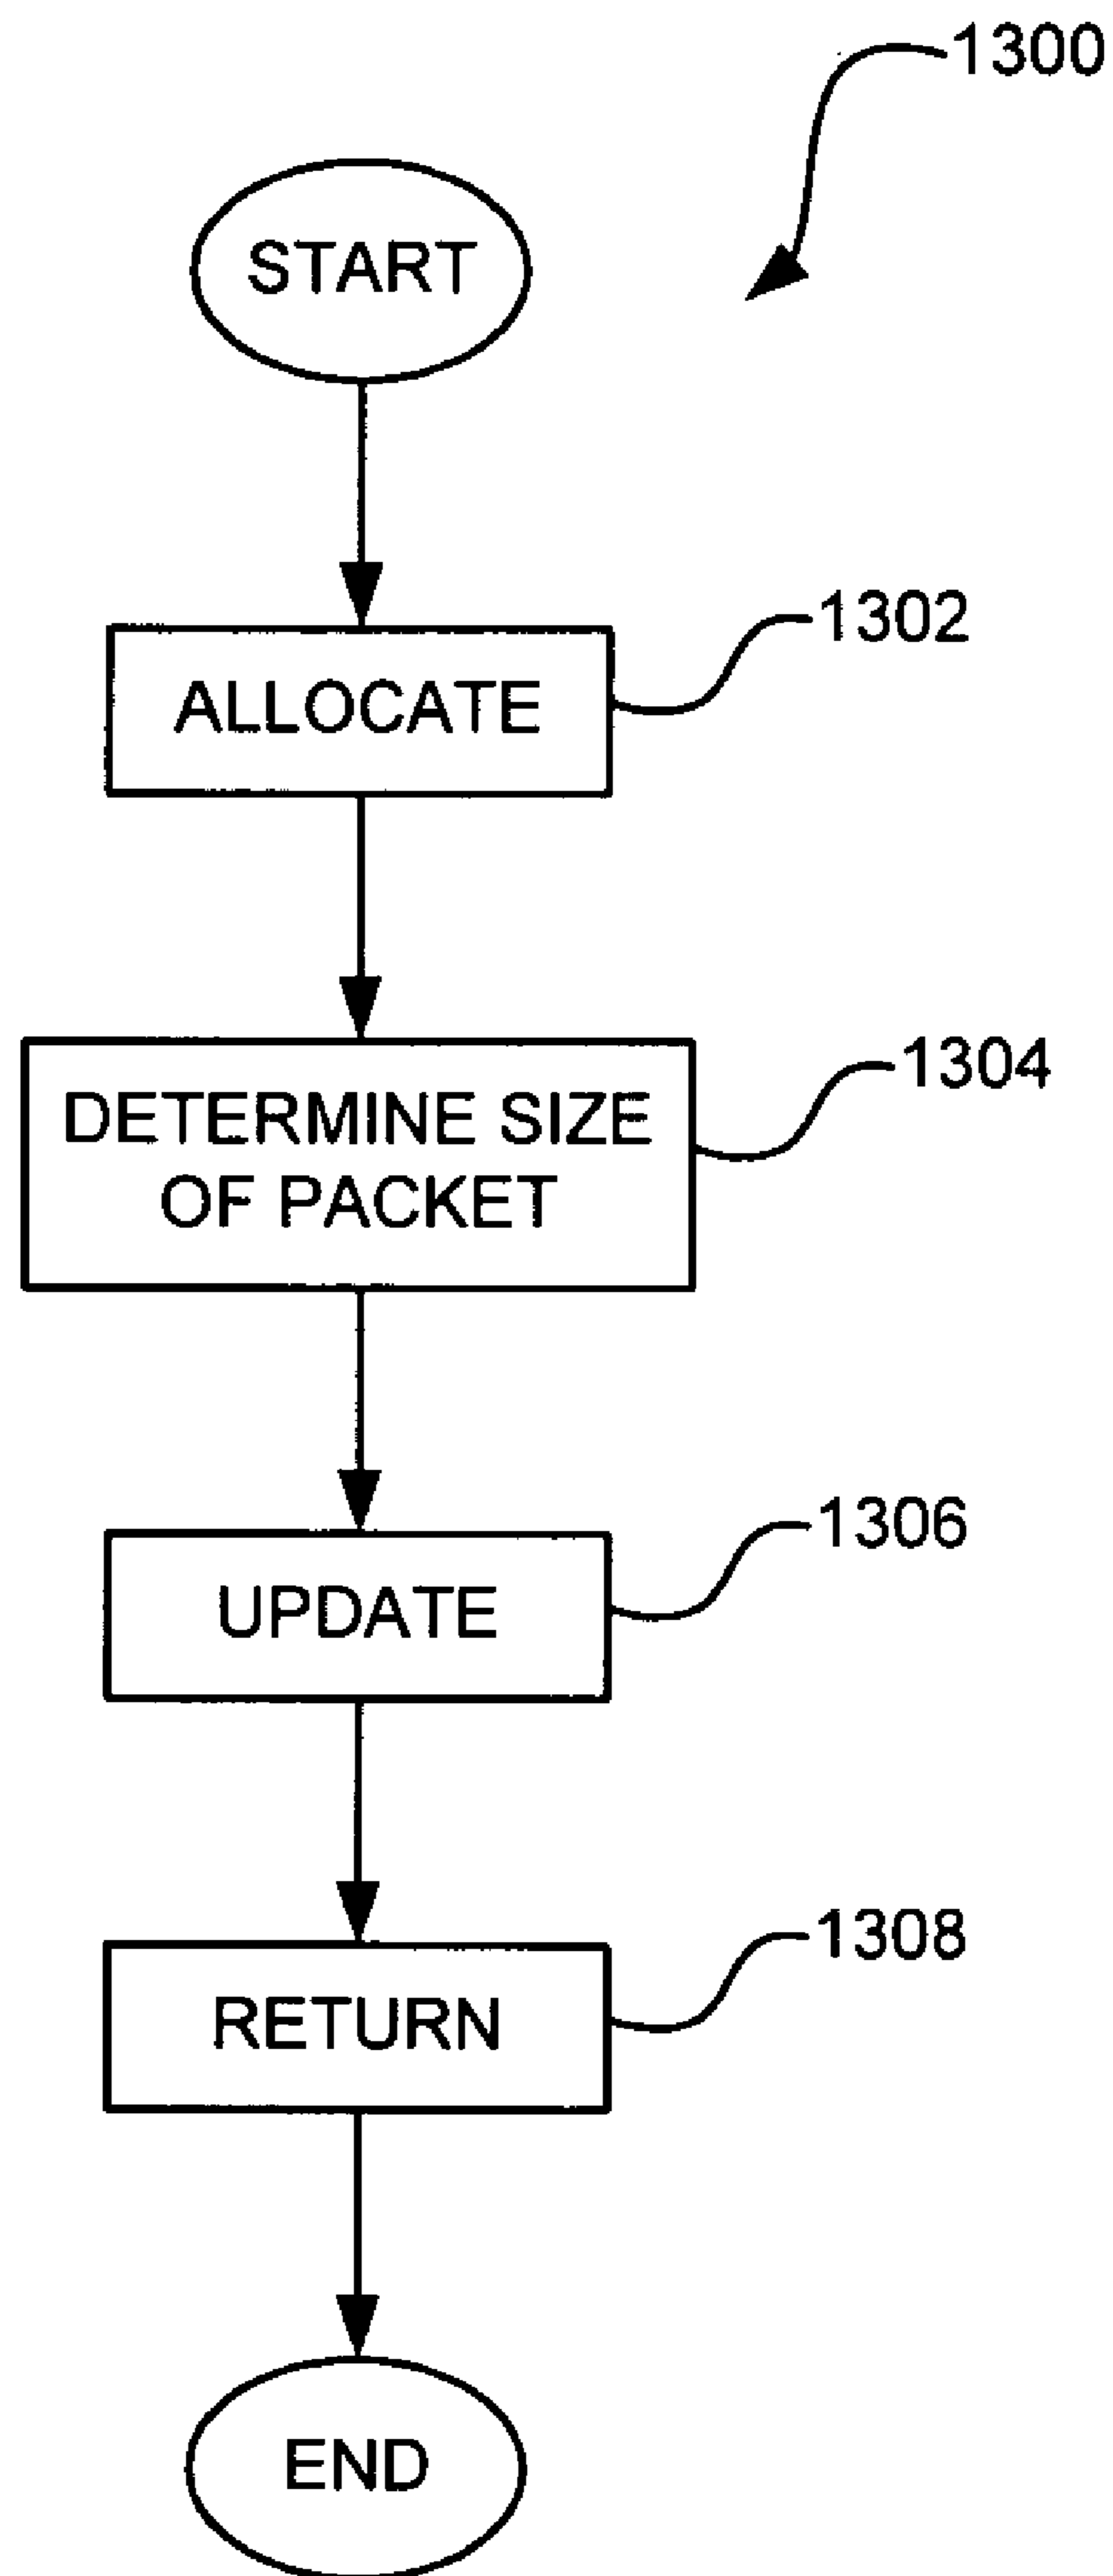 1300
START
1302
ALLOCATE
1304
DETERMINE SIZE
OF PACKET
1306
UPDATE
1308
RETURN
END